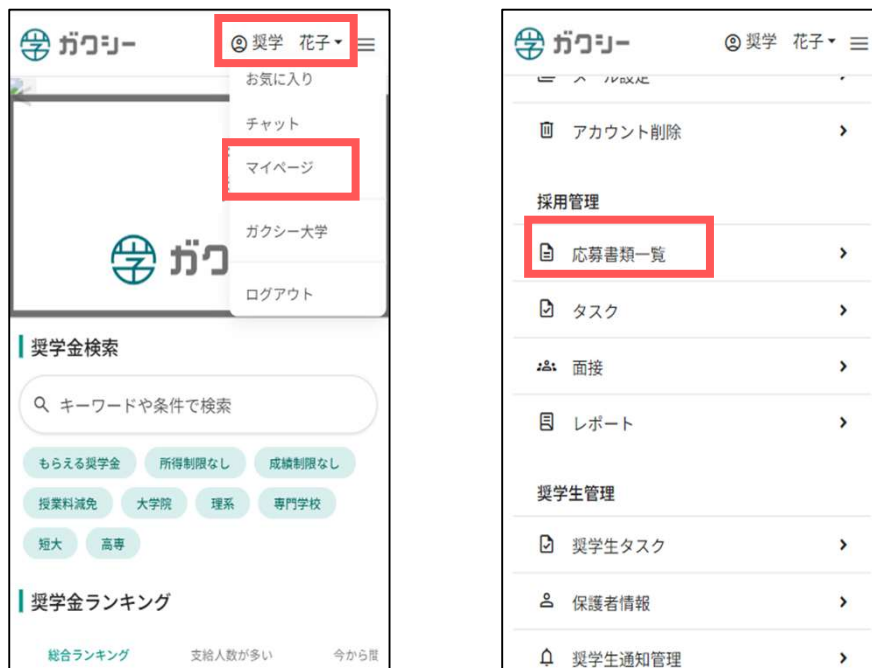 ガクシー
奨学 花子
お気に入り
チャット
マイページ
ガクシー大学
ログアウト
学 ガク
奨学金検索
キーワードや条件で検索
もらえる奨学金 所得制限なし 成績制限なし
授業料減免 大学院 理系 専門学校
短大 高専
奨学金ランキング
総合ランキング 支給人数が多い 今から
ガクシー
奨学 花子
メール設定
アカウント削除
採用管理
応募書類一覧
タスク
面接
レポート
奨学生管理
奨学生タスク
保護者情報
奨学生通知管理